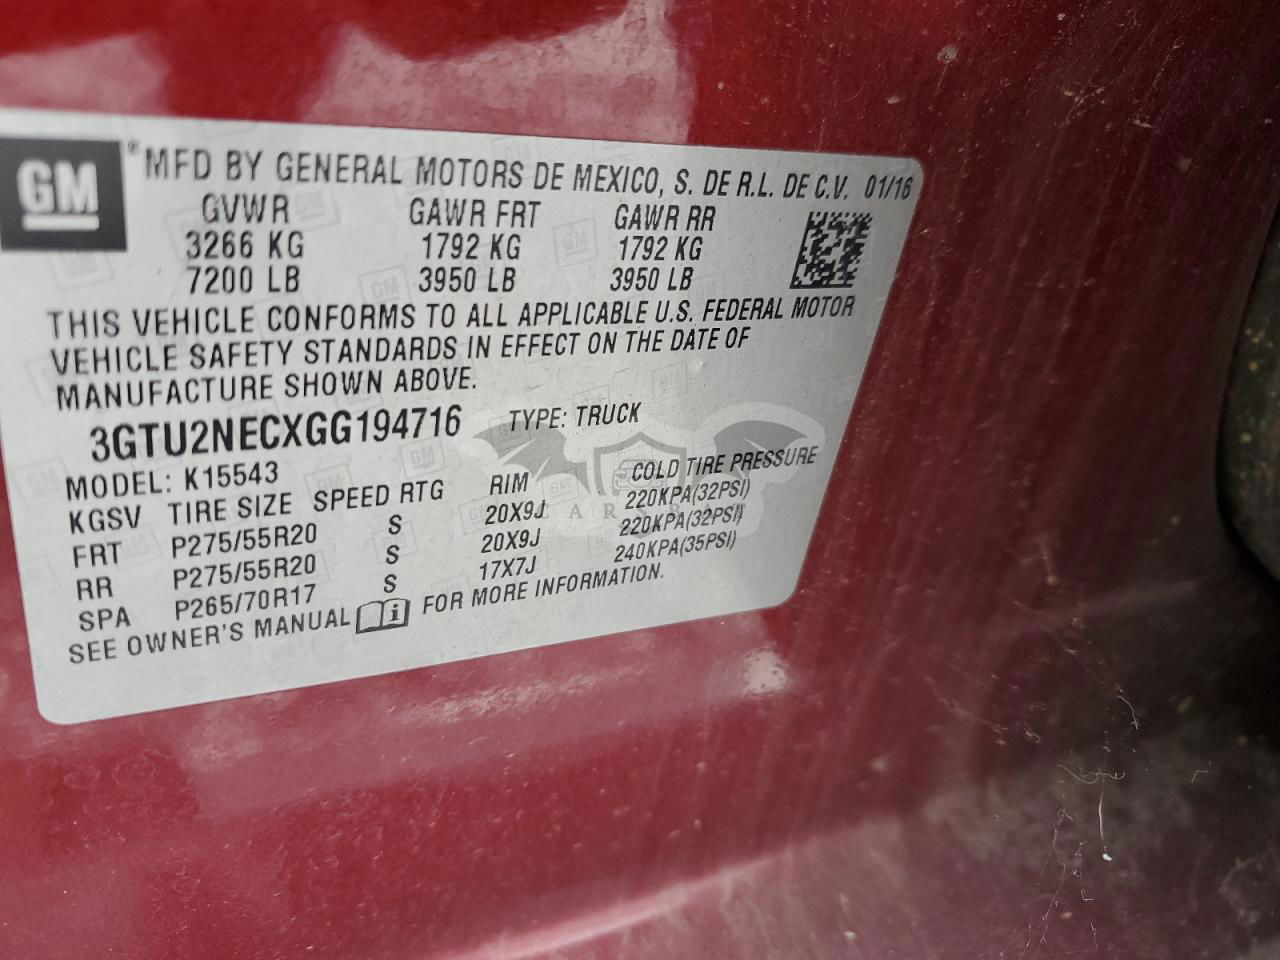 GM ® MFD BY GENERAL MOTORS DE MEXICO, S. DE R.L. DE C.V. 01/16
GVWR GAWR FRT GAWR RR
3266 KG 1792 KG 1792 KG
7200 LB 3950 LB 3950 LB
THIS VEHICLE CONFORMS TO ALL APPLICABLE U.S. FEDERAL MOTOR
VEHICLE SAFETY STANDARDS IN EFFECT ON THE DATE OF
MANUFACTURE SHOWN ABOVE.
3GTU2NECXGG194716 TYPE: TRUCK
MODEL: K15543
KGSV TIRE SIZE SPEED RTG RIM COLD TIRE PRESSURE
FRT P275/55R20 S 20X9J 220KPA(32PSI)
RR P275/55R20 S 20X9J 220KPA(32PSI)
SPA P265/70R17 S 17X7J 240KPA(35PSI)
SEE OWNER'S MANUAL FOR MORE INFORMATION.